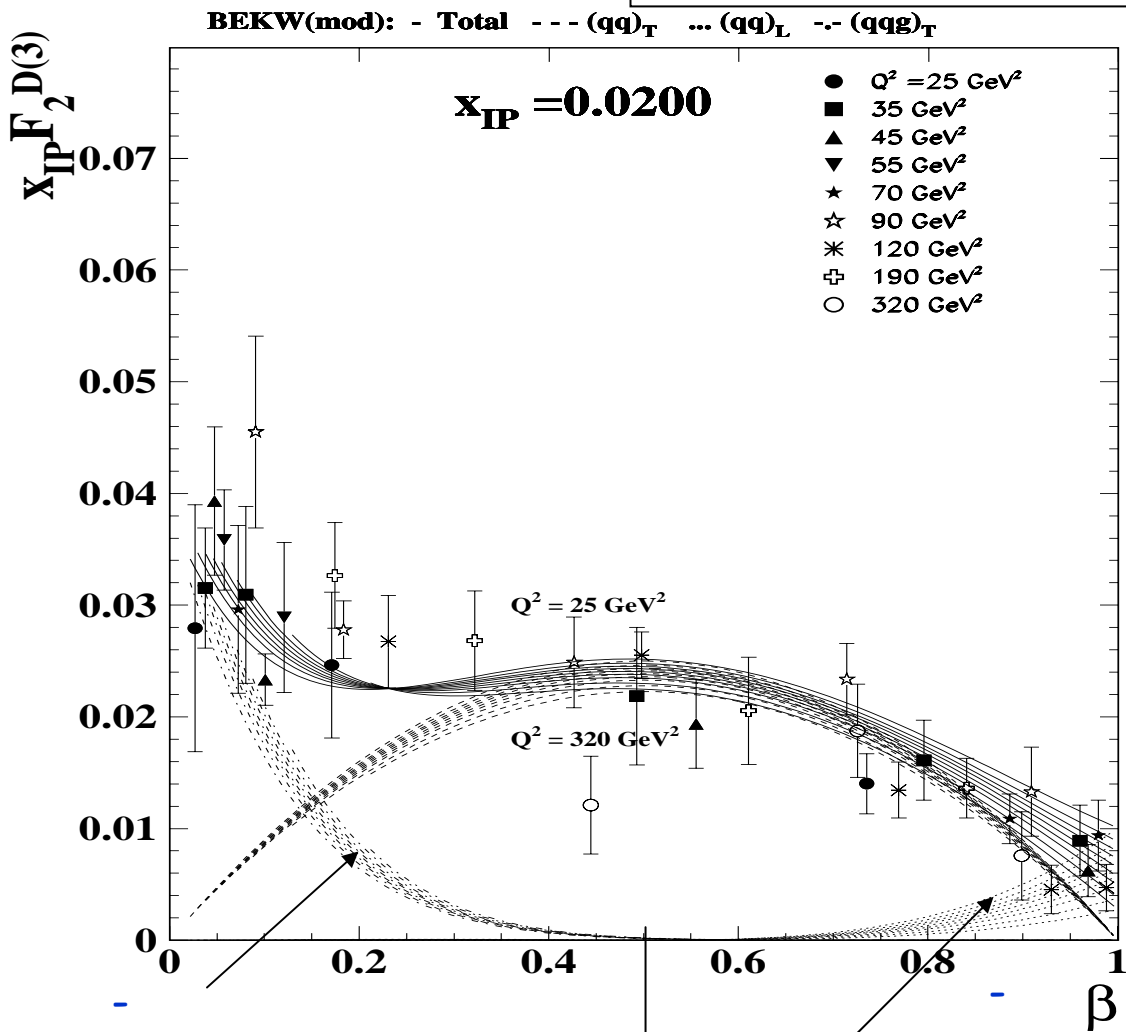 BEKW(mod): - Total - - - (qq)T ... (qq)L -.- (qqg)T
xIP F2 D(3)
xIP =0.0200
Q² =25 GeV²
35 GeV²
45 GeV²
55 GeV²
70 GeV²
90 GeV²
120 GeV²
190 GeV²
320 GeV²
0.07
0.06
0.05
0.04
0.03
0.02
0.01
0
Q² = 25 GeV²
Q² = 320 GeV²
0 0.2 0.4 0.6 0.8 1
β